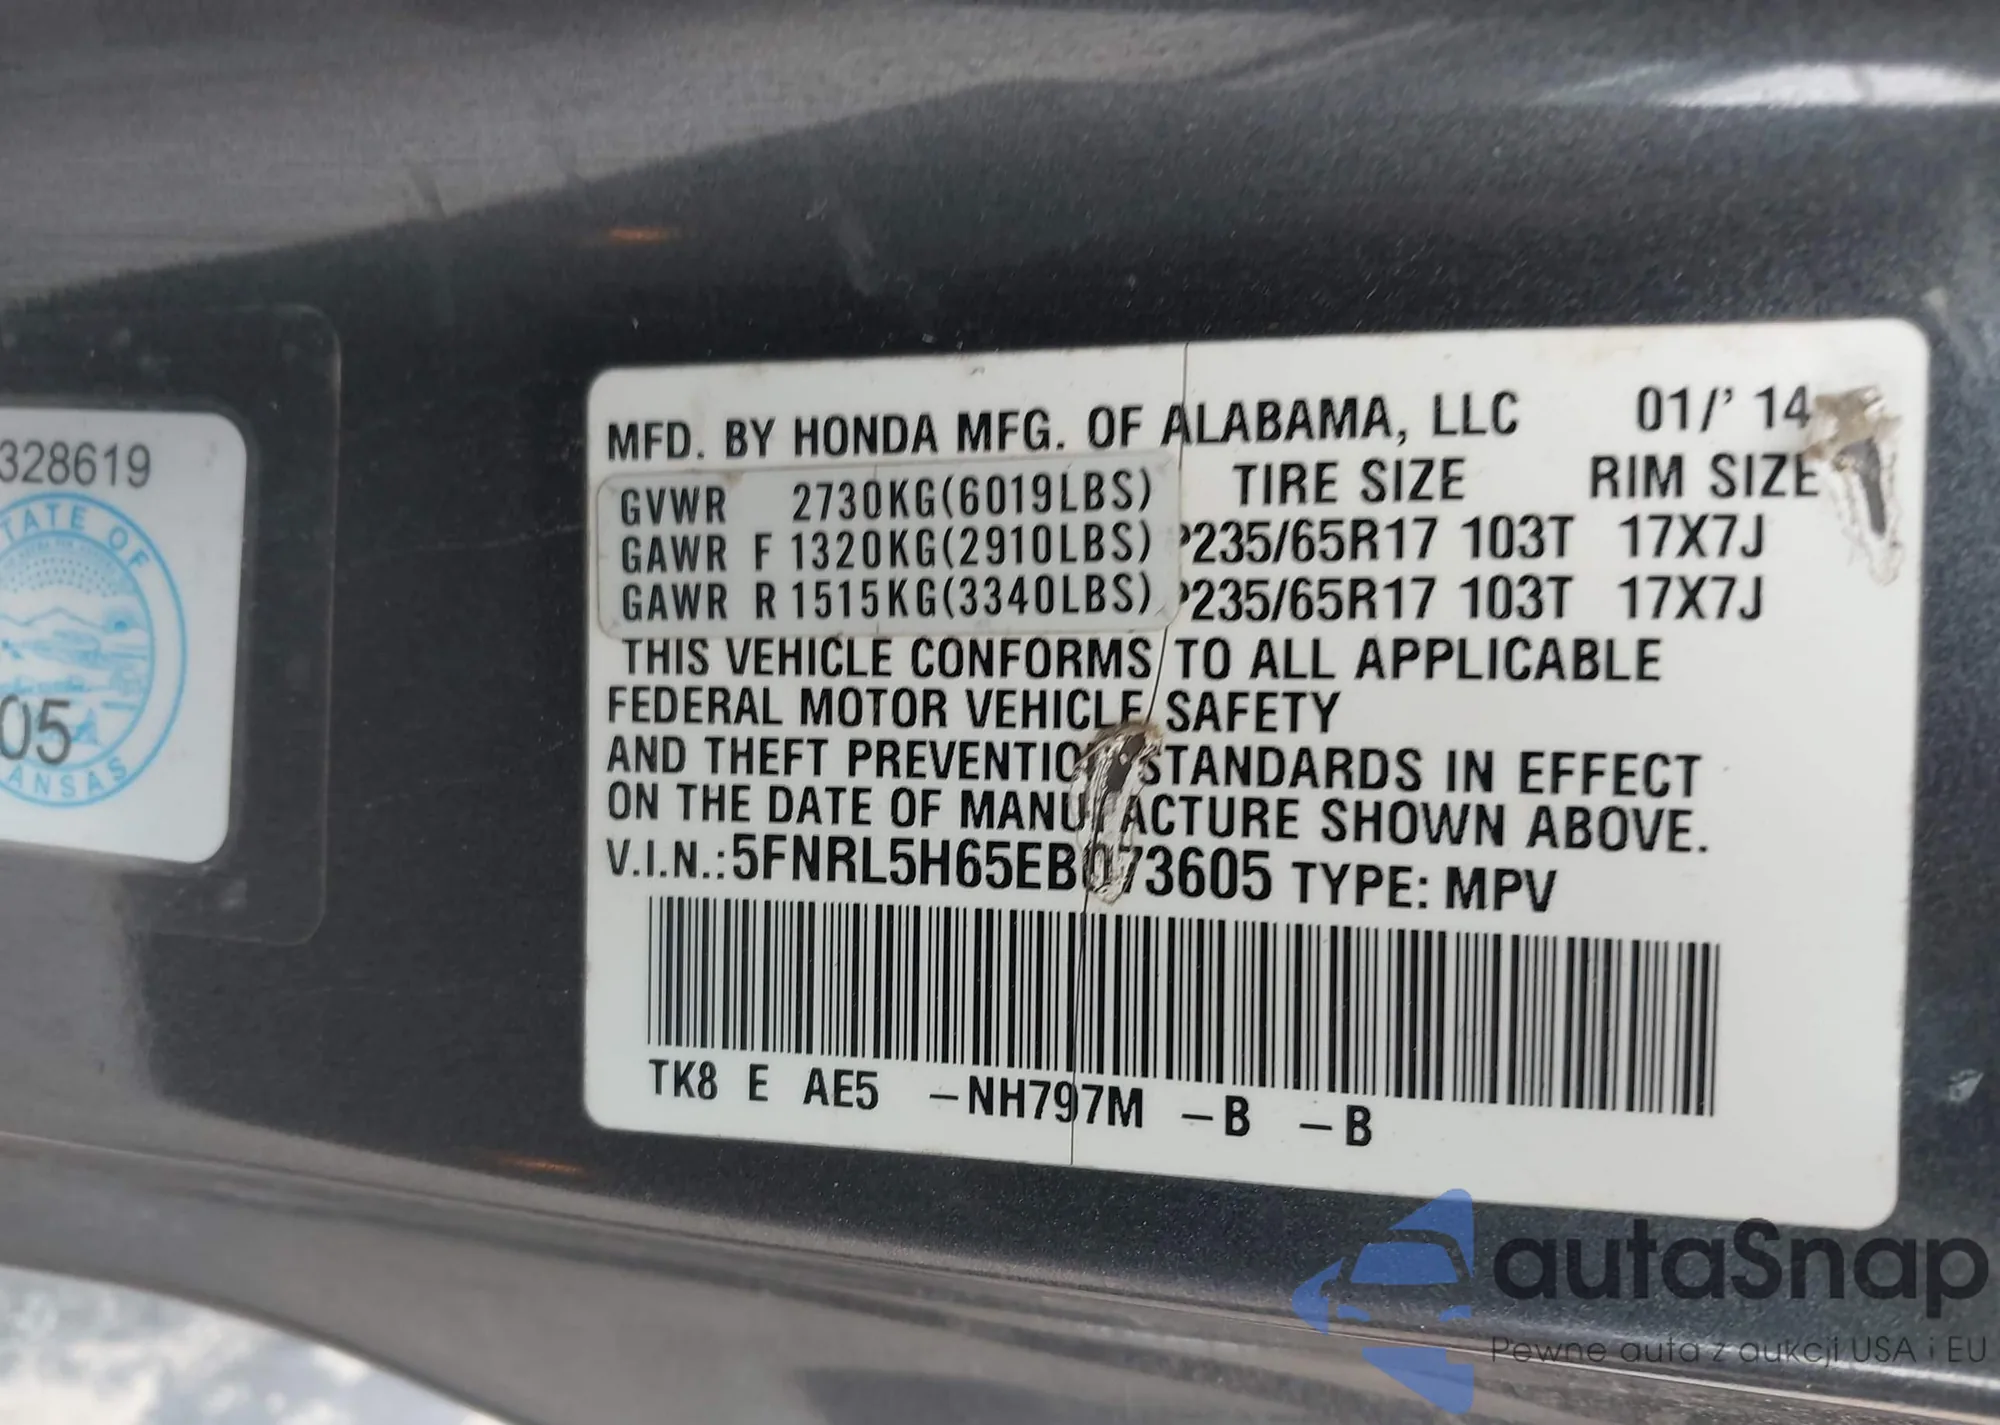 328619
STATE OF
05
KANSAS
MFD. BY HONDA MFG. OF ALABAMA, LLC 01/' 14
TIRE SIZE RIM SIZE
GVWR 2730KG(6019LBS)
GAWR F 1320KG(2910LBS) P235/65R17 103T 17X7J
GAWR R 1515KG(3340LBS) P235/65R17 103T 17X7J
THIS VEHICLE CONFORMS TO ALL APPLICABLE
FEDERAL MOTOR VEHICLE SAFETY
AND THEFT PREVENTION STANDARDS IN EFFECT
ON THE DATE OF MANUFACTURE SHOWN ABOVE.
V.I.N.: 5FNRL5H65EB073605 TYPE: MPV
TK8 E AE5 –NH797M –B –B
autaSnap
Pewne auta z aukcji USA i EU